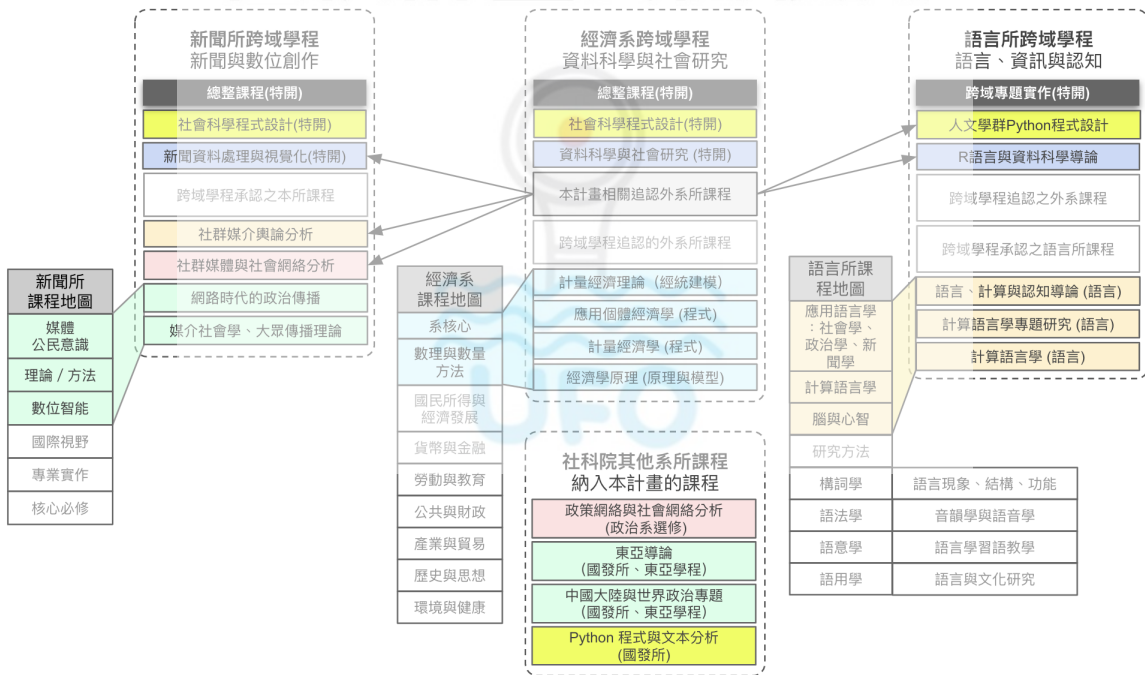 新聞所跨域學程
新聞與數位創作
總整課程(特開)
社會科學程式設計(特開)
新聞資料處理與視覺化(特開)
跨域學程承認之本所課程
社群媒介輿論分析
社群媒體與社會網絡分析
網路時代的政治傳播
媒介社會學、大眾傳播理論
新聞所
課程地圖
媒體
公民意識
理論 / 方法
數位智能
國際視野
專業實作
核心必修
經濟系跨域學程
資料科學與社會研究
總整課程(特開)
社會科學程式設計(特開)
資料科學與社會研究 (特開)
本計畫相關追認外系所課程
跨域學程追認的外系所課程
計量經濟理論（經統建模）
應用個體經濟學 (程式)
計量經濟學 (程式)
經濟學原理 (原理與模型)
經濟系
課程地圖
系核心
數理與數量
方法
國民所得與
經濟發展
貨幣與金融
勞動與教育
公共與財政
產業與貿易
歷史與思想
環境與健康
UFO
社科院其他系所課程
納入本計畫的課程
政策網絡與社會網絡分析
(政治系選修)
東亞導論
(國發所、東亞學程)
中國大陸與世界政治專題
(國發所、東亞學程)
Python 程式與文本分析
(國發所)
語言所跨域學程
語言、資訊與認知
跨域專題實作(特開)
人文學群Python程式設計
R語言與資料科學導論
跨域學程追認之外系課程
跨域學程承認之語言所課程
語言、計算與認知導論 (語言)
計算語言學專題研究 (語言)
計算語言學 (語言)
語言所課
程地圖
應用語言學
：社會學、
政治學、新
聞學
計算語言學
腦與心智
研究方法
構詞學
語言現象、結構、功能
語法學
音韻學與語音學
語意學
語言學習語教學
語用學
語言與文化研究